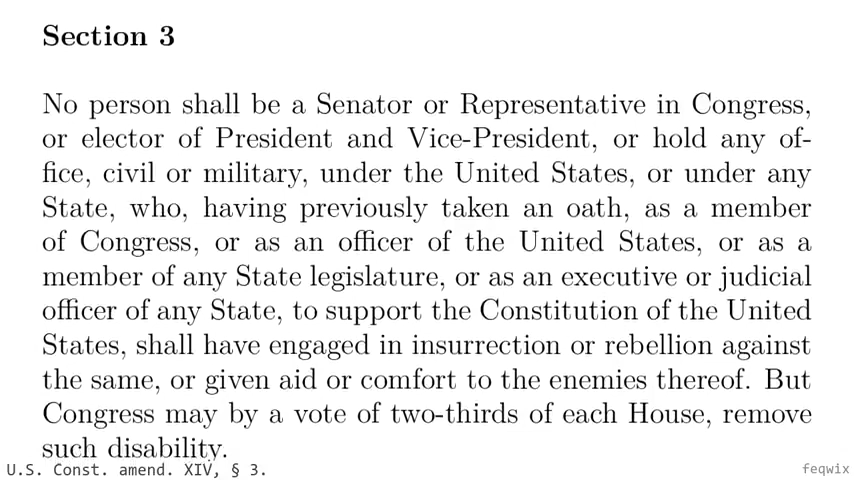 Section 3
No person shall be a Senator or Representative in Congress,
or elector of President and Vice-President, or hold any of-
fice, civil or military, under the United States, or under any
State, who, having previously taken an oath, as a member
of Congress, or as an officer of the United States, or as a
member of any State legislature, or as an executive or judicial
officer of any State, to support the Constitution of the United
States, shall have engaged in insurrection or rebellion against
the same, or given aid or comfort to the enemies thereof. But
Congress may by a vote of two-thirds of each House, remove
such disability.
U.S. Const. amend. XIV, § 3.
feqwix